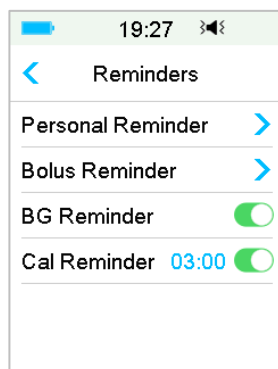 19:27
Reminders
Personal Reminder
Bolus Reminder
BG Reminder
Cal Reminder 03:00